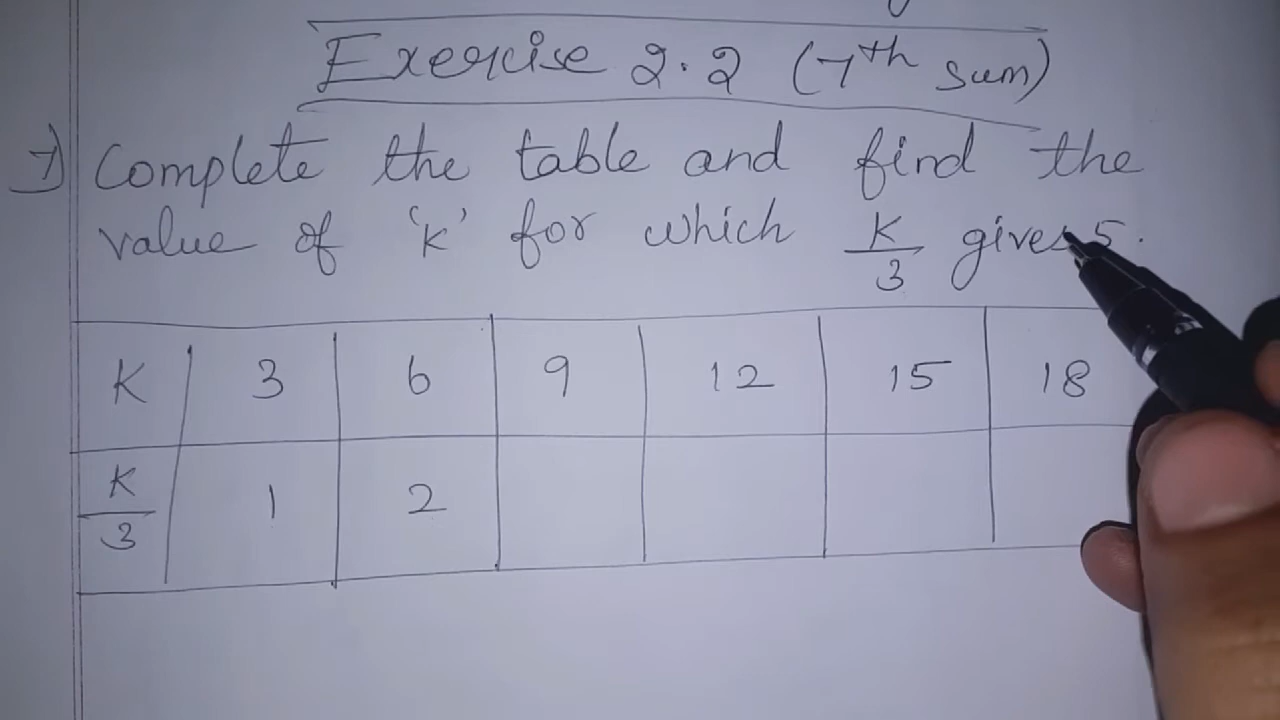 Exercise 2.2 (7th sum)
7) Complete the table and find the
value of 'k' for which K/3 gives 5.
K 3 6 9 12 15 18
K/3 1 2